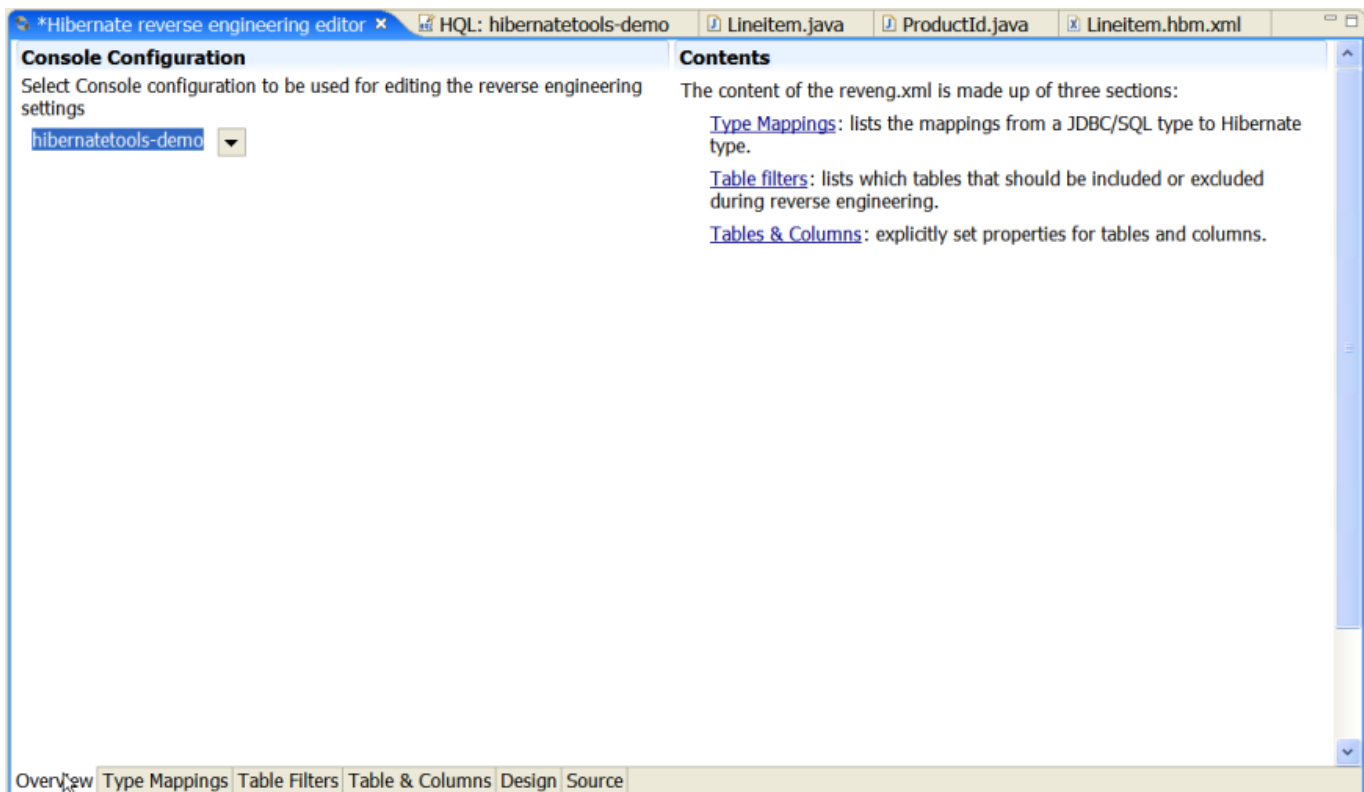 *Hibernate reverse engineering editor HQL: hibernatetools-demo Lineitem.java ProductId.java Lineitem.hbm.xml
Console Configuration
Select Console configuration to be used for editing the reverse engineering
settings
hibernatetools-demo
Contents
The content of the reveng.xml is made up of three sections:
Type Mappings: lists the mappings from a JDBC/SQL type to Hibernate
type.
Table filters: lists which tables that should be included or excluded
during reverse engineering.
Tables & Columns: explicitly set properties for tables and columns.
Overview Type Mappings Table Filters Table & Columns Design Source